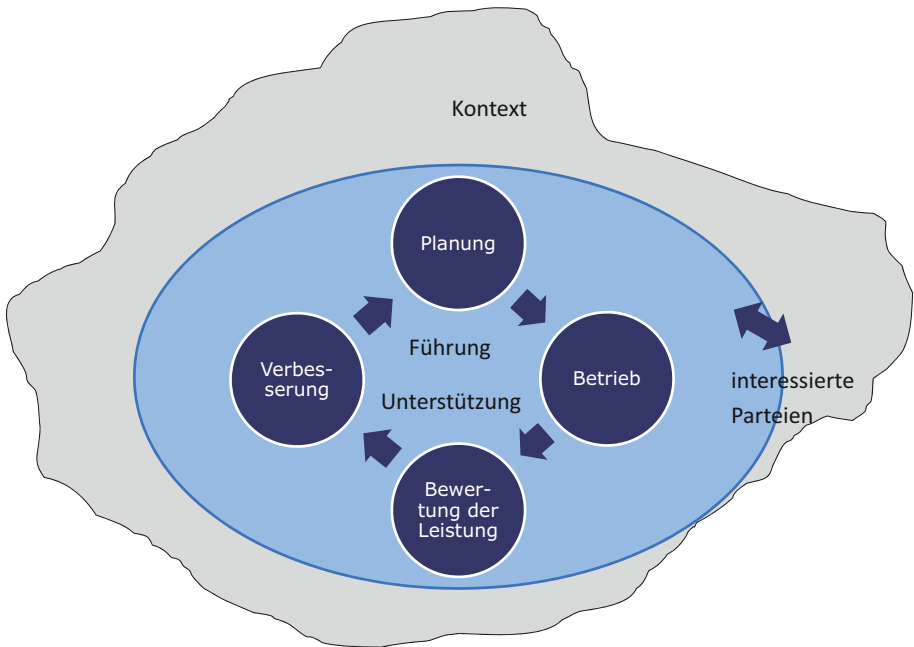 Kontext
Planung
Führung
Verbes-
serung
Betrieb
Unterstützung
interessierte
Parteien
Bewer-
tung der
Leistung